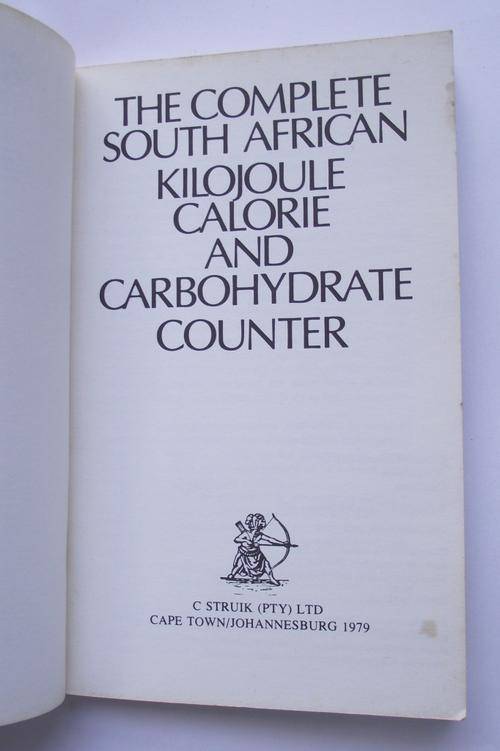 THE COMPLETE
SOUTH AFRICAN
KILOJOULE
CALORIE
AND
CARBOHYDRATE
COUNTER
C STRUIK (PTY) LTD
CAPE TOWN/JOHANNESBURG 1979